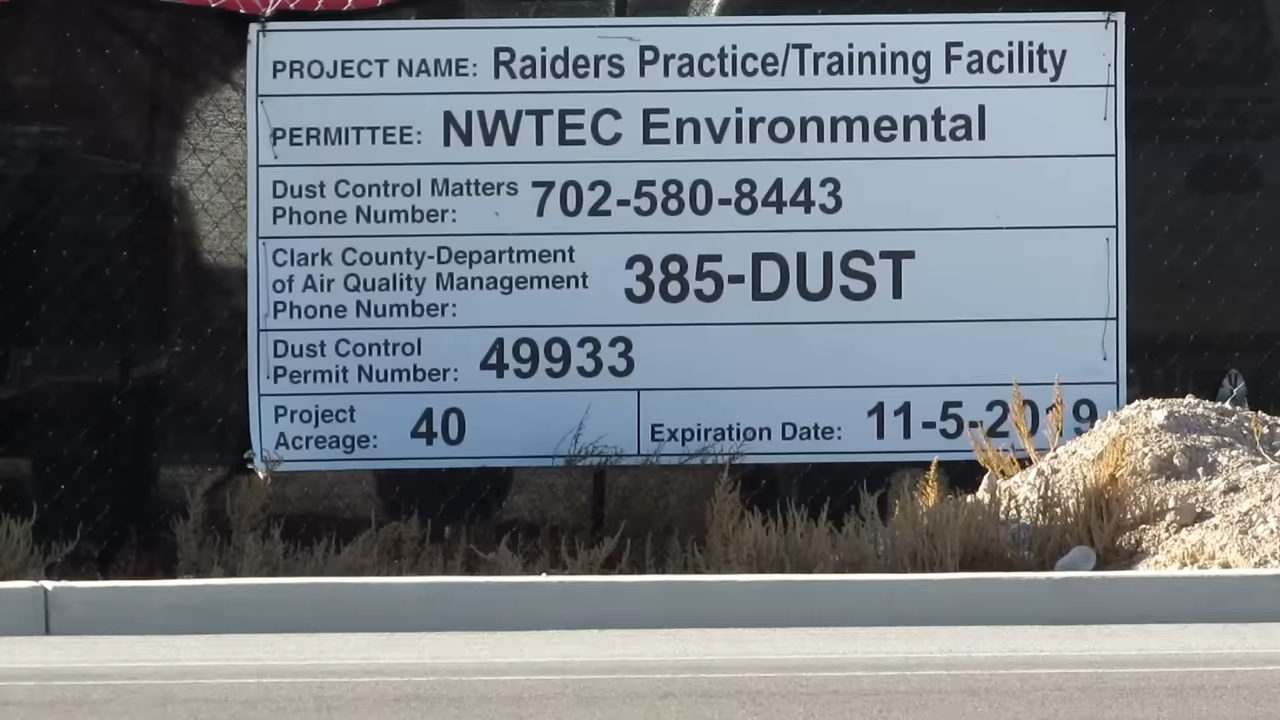 PROJECT NAME: Raiders Practice/Training Facility
PERMITTEE: NWTEC Environmental
Dust Control Matters
Phone Number: 702-580-8443
Clark County-Department
of Air Quality Management
Phone Number: 385-DUST
Dust Control
Permit Number: 49933
Project
Acreage: 40
Expiration Date: 11-5-2019